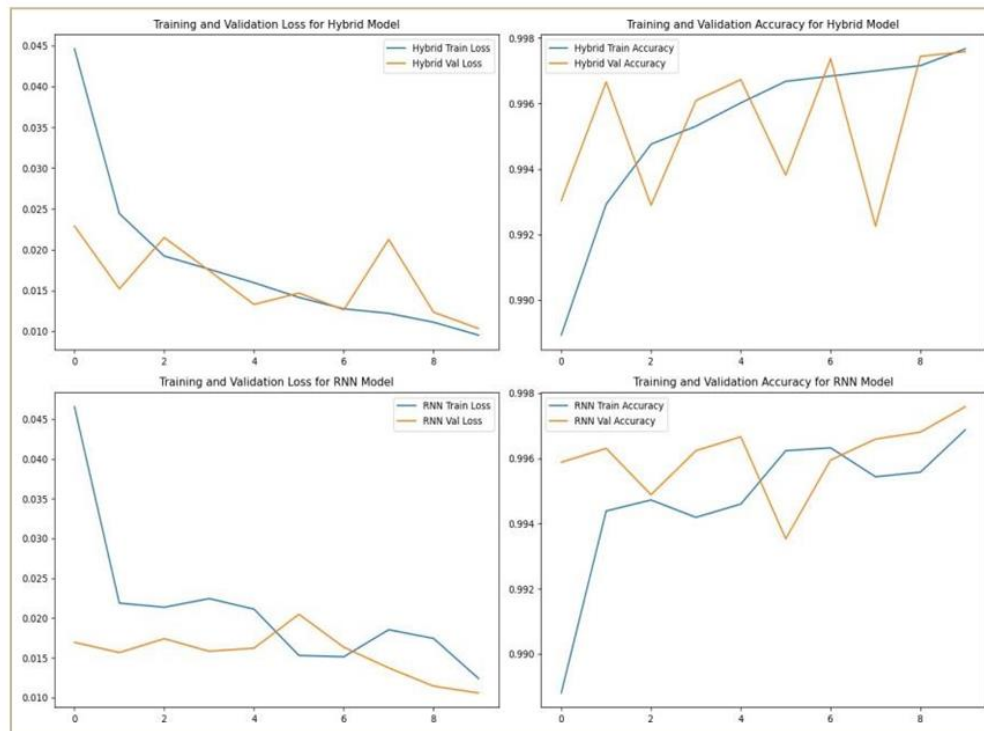 Training and Validation Loss for Hybrid Model
Hybrid Train Loss
Hybrid Val Loss
0.045
0.040
0.035
0.030
0.025
0.020
0.015
0.010
0 2 4 6 8
Training and Validation Accuracy for Hybrid Model
Hybrid Train Accuracy
Hybrid Val Accuracy
0.998
0.996
0.994
0.992
0.990
0 2 4 6 8
Training and Validation Loss for RNN Model
RNN Train Loss
RNN Val Loss
0.045
0.040
0.035
0.030
0.025
0.020
0.015
0.010
0 2 4 6 8
Training and Validation Accuracy for RNN Model
RNN Train Accuracy
RNN Val Accuracy
0.998
0.996
0.994
0.992
0.990
0 2 4 6 8